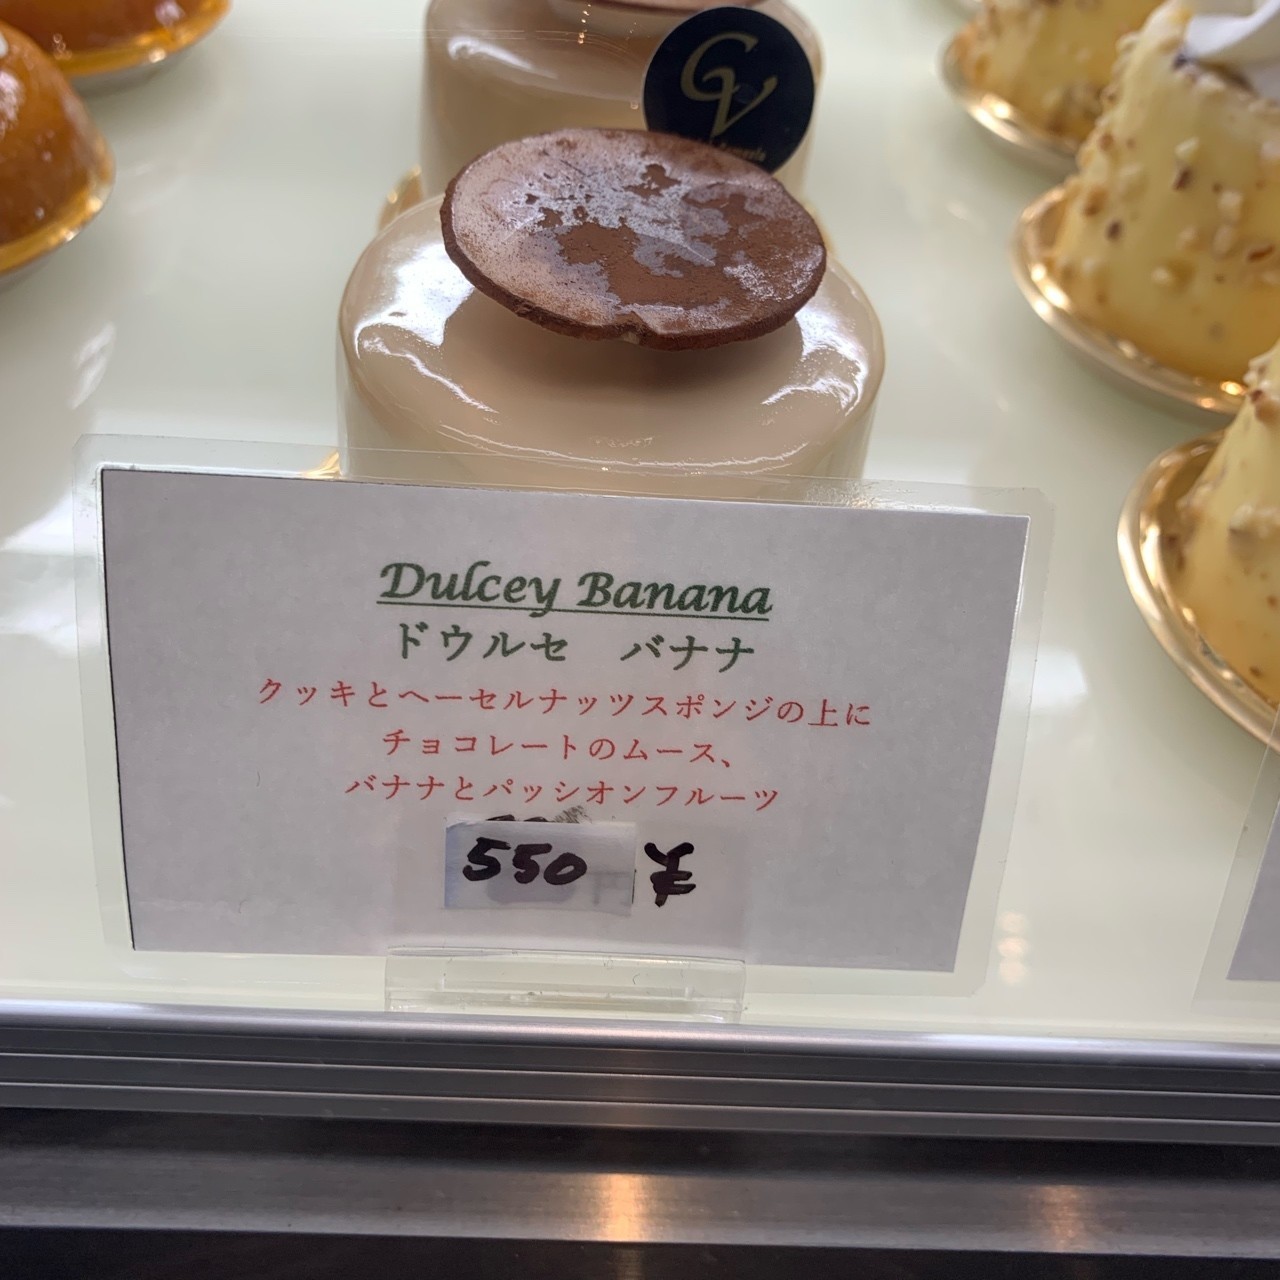 GV
Dulcey Banana
ドウルセ　バナナ
クッキとヘーセルナッツスポンジの上に
チョコレートのムース、
バナナとパッシオンフルーツ
550 ¥